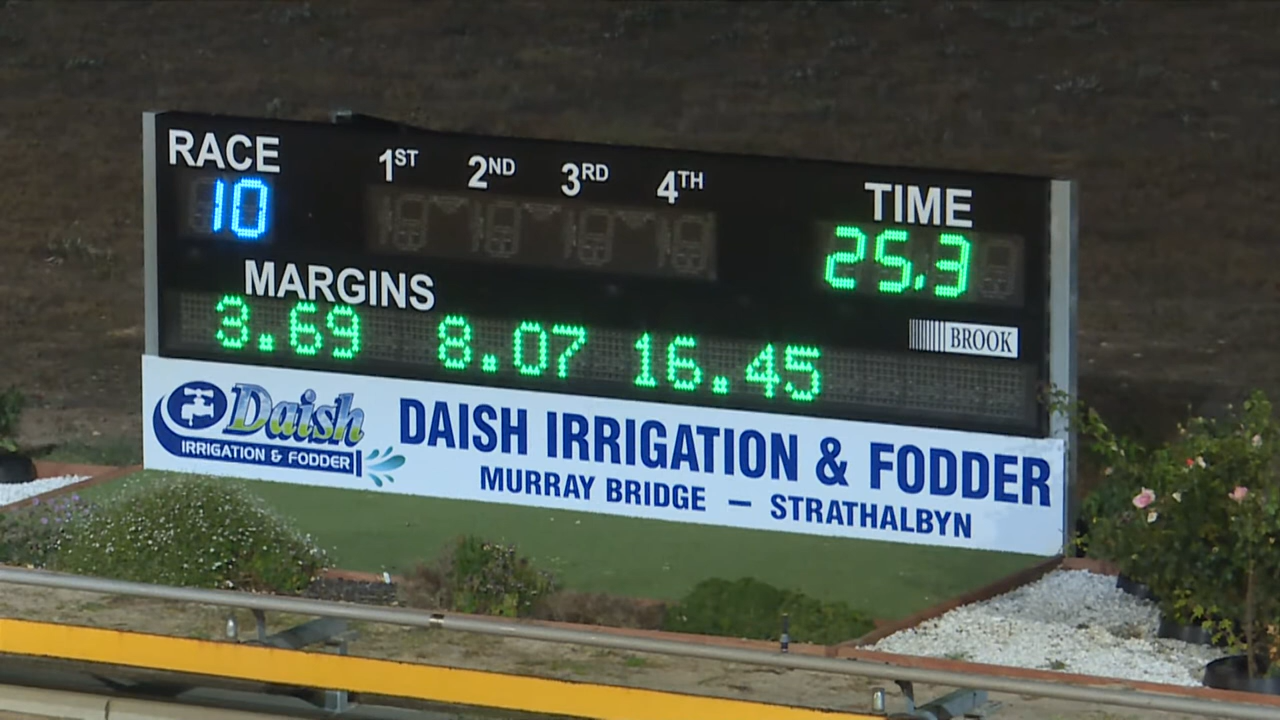 RACE 1ST 2ND 3RD 4TH TIME
10 25.3
MARGINS
3.69 8.07 16.45
BROOK
Daish
IRRIGATION & FODDER
DAISH IRRIGATION & FODDER
MURRAY BRIDGE – STRATHALBYN